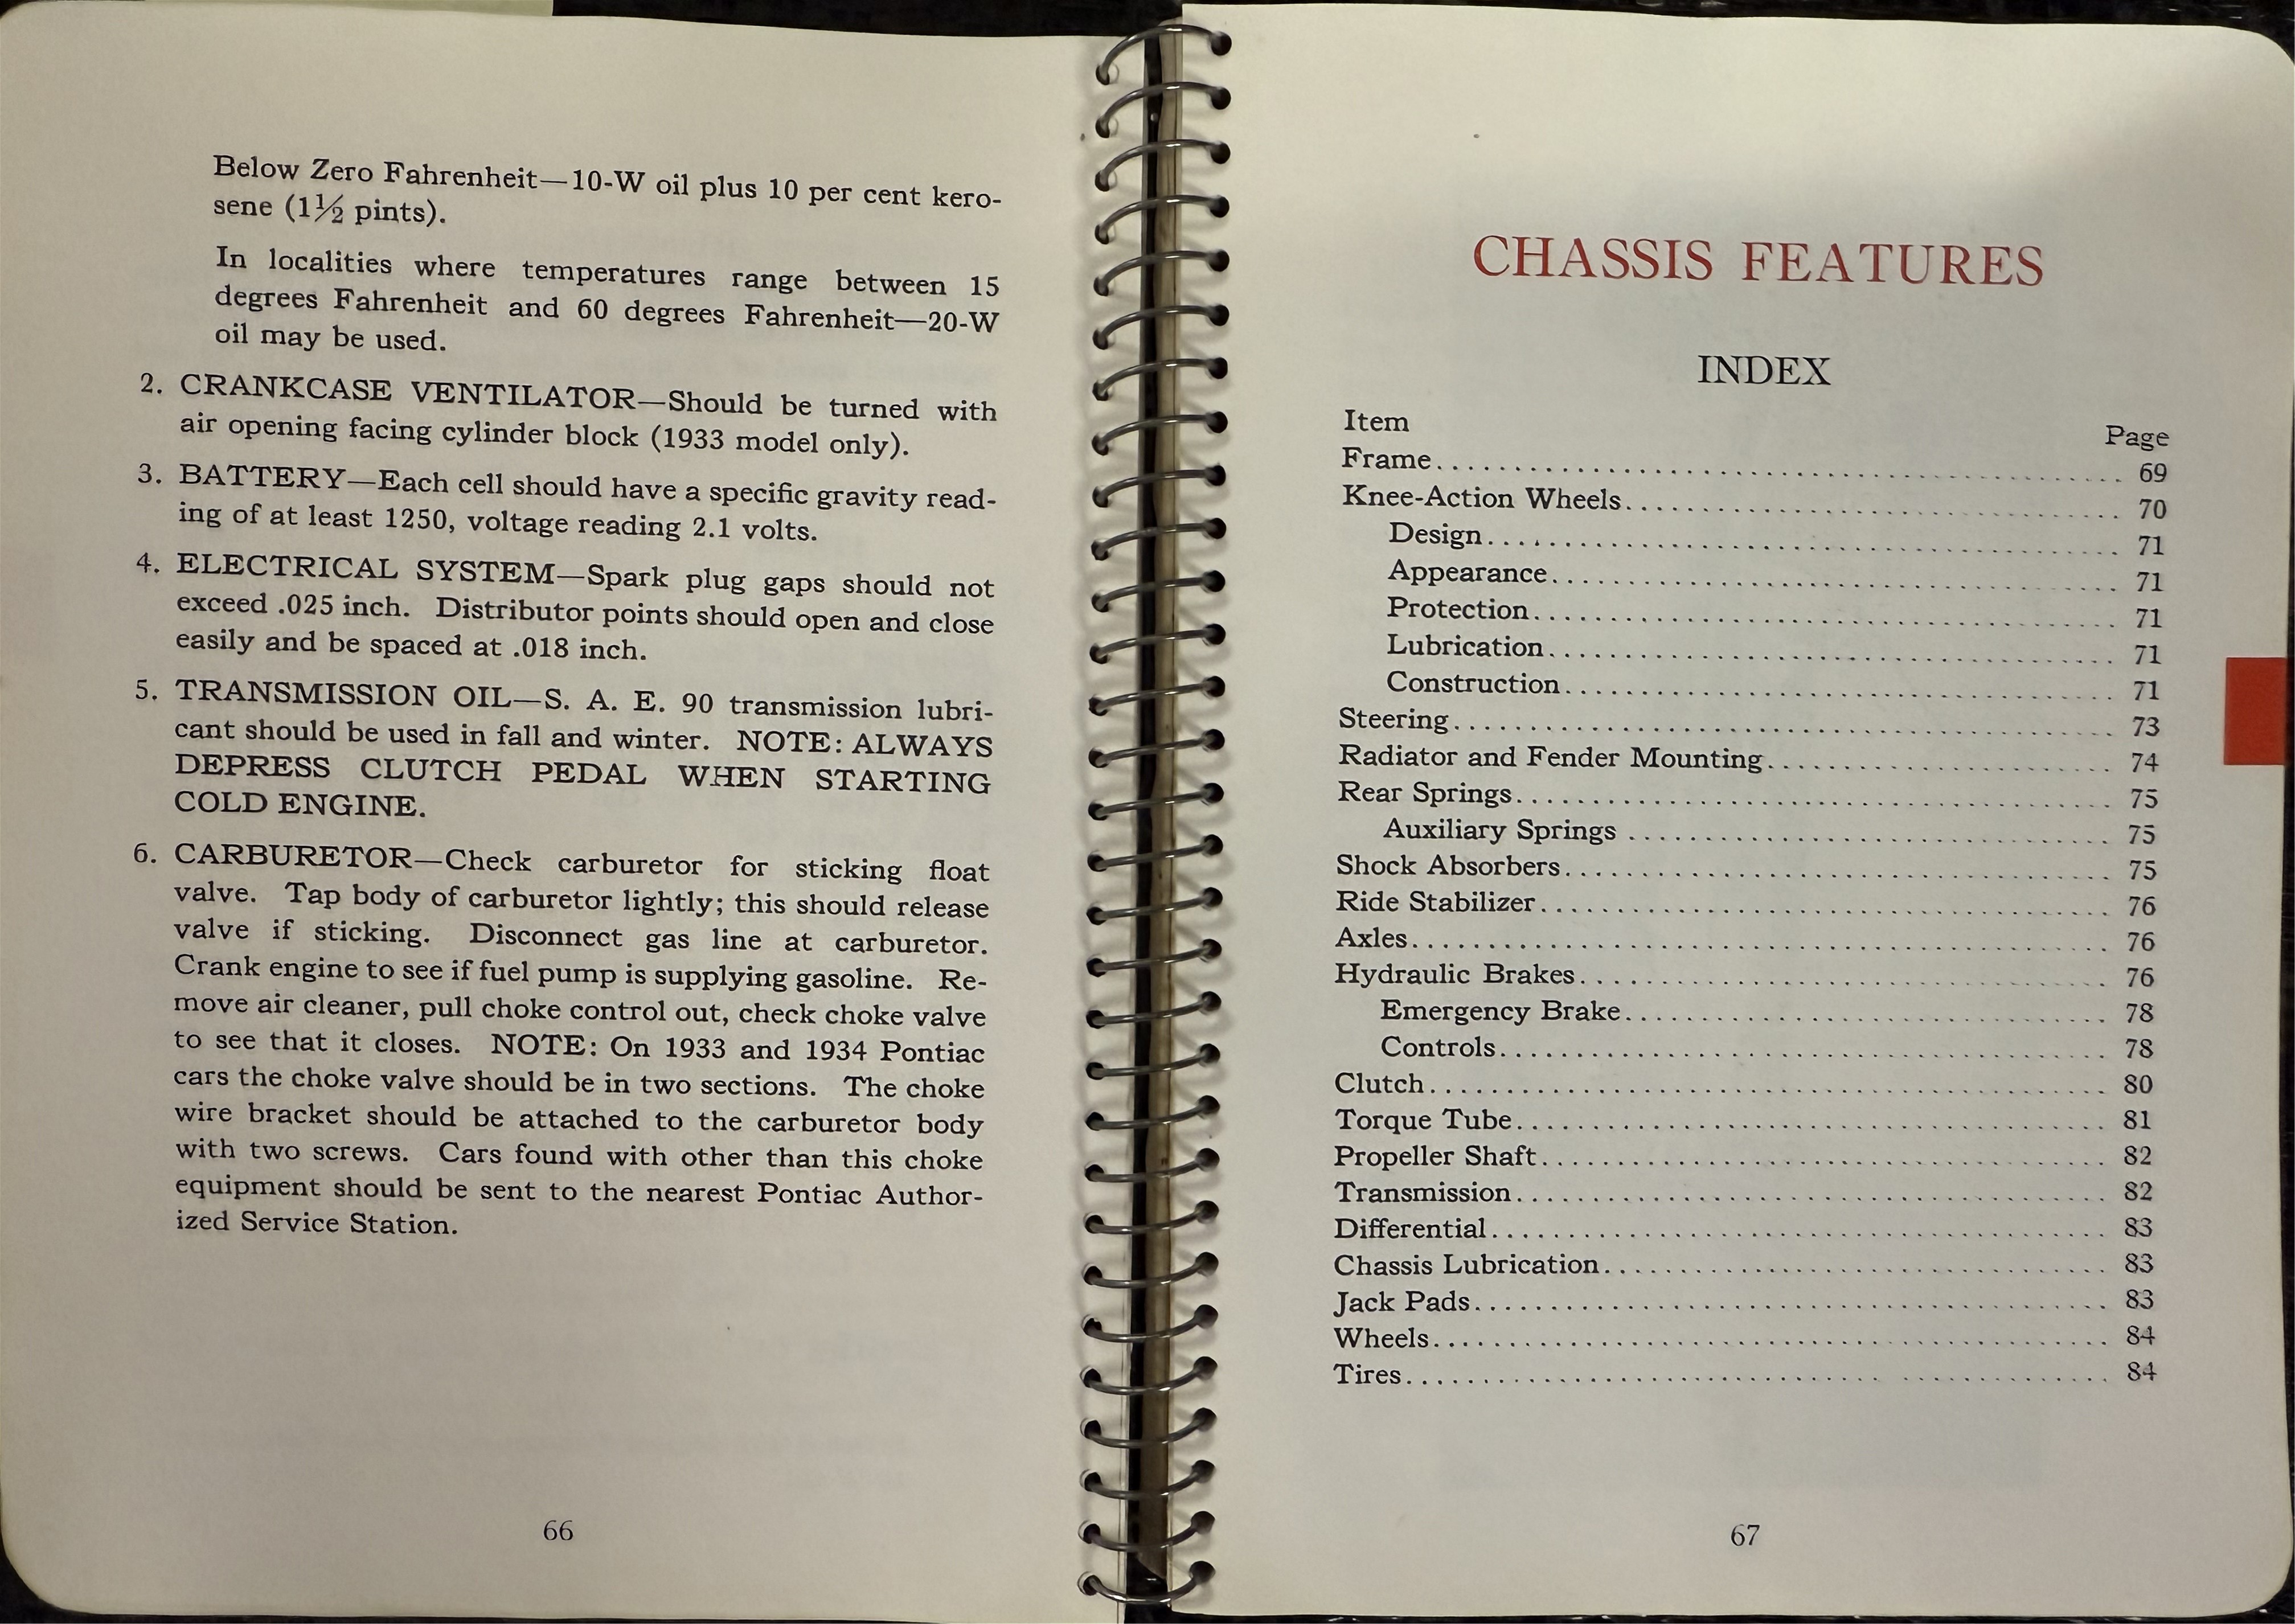 Below Zero Fahrenheit—10-W oil plus 10 per cent kero-
sene (1½ pints).
In localities where temperatures range between 15
degrees Fahrenheit and 60 degrees Fahrenheit—20-W
oil may be used.
2. CRANKCASE VENTILATOR—Should be turned with
air opening facing cylinder block (1933 model only).
3. BATTERY—Each cell should have a specific gravity read-
ing of at least 1250, voltage reading 2.1 volts.
4. ELECTRICAL SYSTEM—Spark plug gaps should not
exceed .025 inch. Distributor points should open and close
easily and be spaced at .018 inch.
5. TRANSMISSION OIL—S. A. E. 90 transmission lubri-
cant should be used in fall and winter. NOTE: ALWAYS
DEPRESS CLUTCH PEDAL WHEN STARTING
COLD ENGINE.
6. CARBURETOR—Check carburetor for sticking float
valve. Tap body of carburetor lightly; this should release
valve if sticking. Disconnect gas line at carburetor.
Crank engine to see if fuel pump is supplying gasoline. Re-
move air cleaner, pull choke control out, check choke valve
to see that it closes. NOTE: On 1933 and 1934 Pontiac
cars the choke valve should be in two sections. The choke
wire bracket should be attached to the carburetor body
with two screws. Cars found with other than this choke
equipment should be sent to the nearest Pontiac Author-
ized Service Station.
66
CHASSIS FEATURES
INDEX
Item Page
Frame 69
Knee-Action Wheels 70
Design 71
Appearance 71
Protection 71
Lubrication 71
Construction 71
Steering 73
Radiator and Fender Mounting 74
Rear Springs 75
Auxiliary Springs 75
Shock Absorbers 75
Ride Stabilizer 76
Axles 76
Hydraulic Brakes 76
Emergency Brake 78
Controls 78
Clutch 80
Torque Tube 81
Propeller Shaft 82
Transmission 82
Differential 83
Chassis Lubrication 83
Jack Pads 83
Wheels 84
Tires 84
67